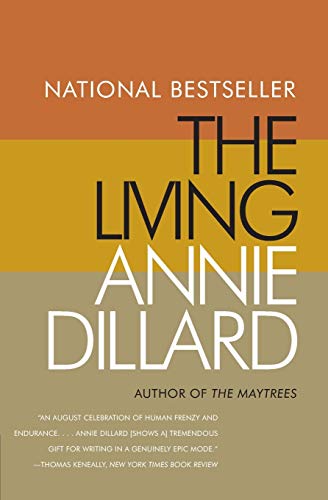 NATIONAL BESTSELLER
THE
LIVING
ANNIE
DILLARD
AUTHOR OF THE MAYTREES
"AN AUGUST CELEBRATION OF HUMAN FRENZY AND
ENDURANCE. . . . ANNIE DILLARD [SHOWS A] TREMENDOUS
GIFT FOR WRITING IN A GENUINELY EPIC MODE."
—THOMAS KENEALLY, NEW YORK TIMES BOOK REVIEW